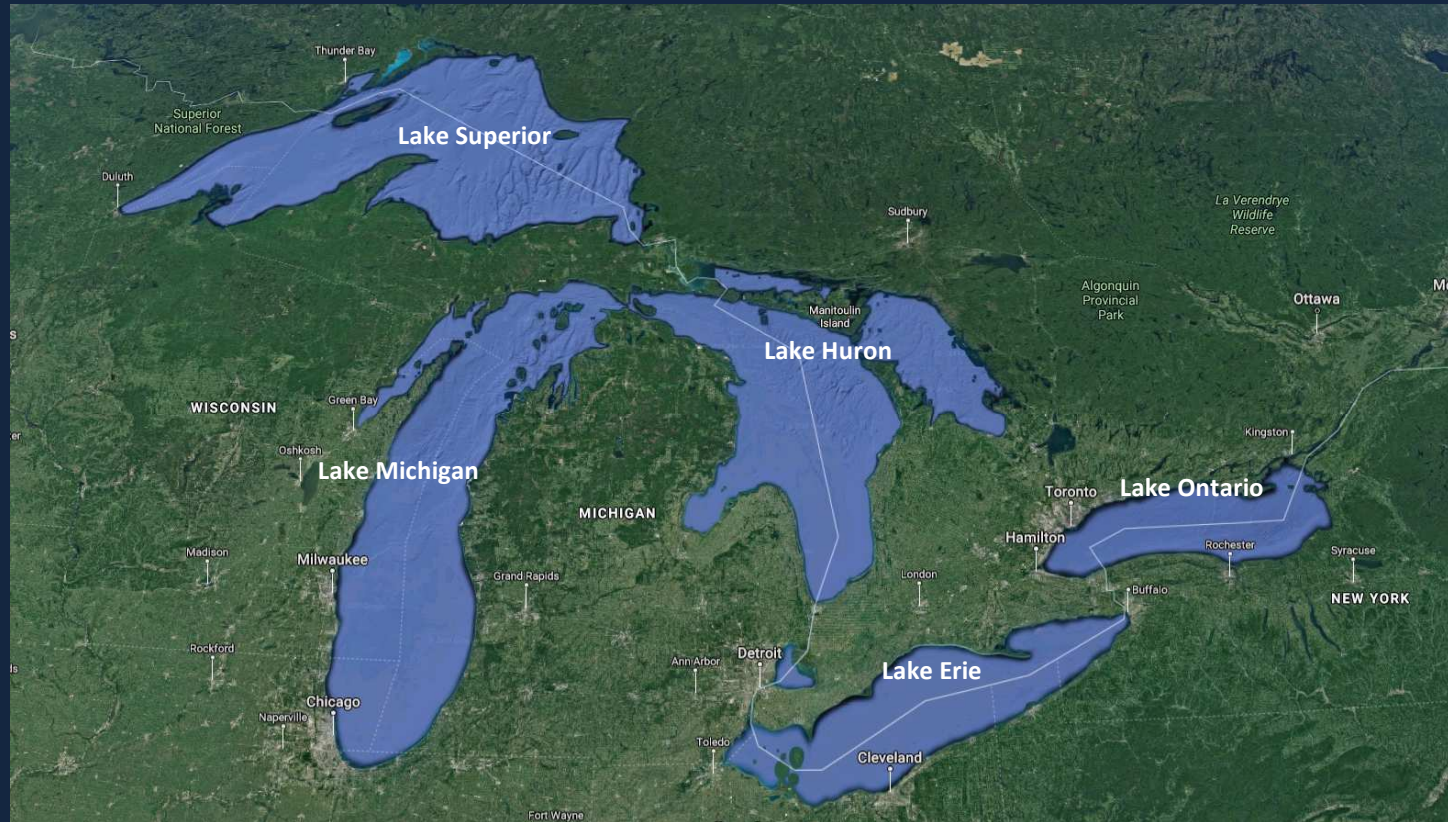 Thunder Bay
Superior
National Forest
Lake Superior
Duluth
Sudbury
La Verendrye
Wildlife
Reserve
Algonquin
Provincial
Park
Ottawa
Manitoulin
Island
Lake Huron
Green Bay
WISCONSIN
Oshkosh
Lake Michigan
MICHIGAN
Kingston
Toronto
Lake Ontario
Hamilton
Rochester
Syracuse
Madison
Milwaukee
Grand Rapids
London
Buffalo
NEW YORK
Rockford
Ann Arbor
Detroit
Lake Erie
Chicago
Naperville
Toledo
Cleveland
Fort Wayne